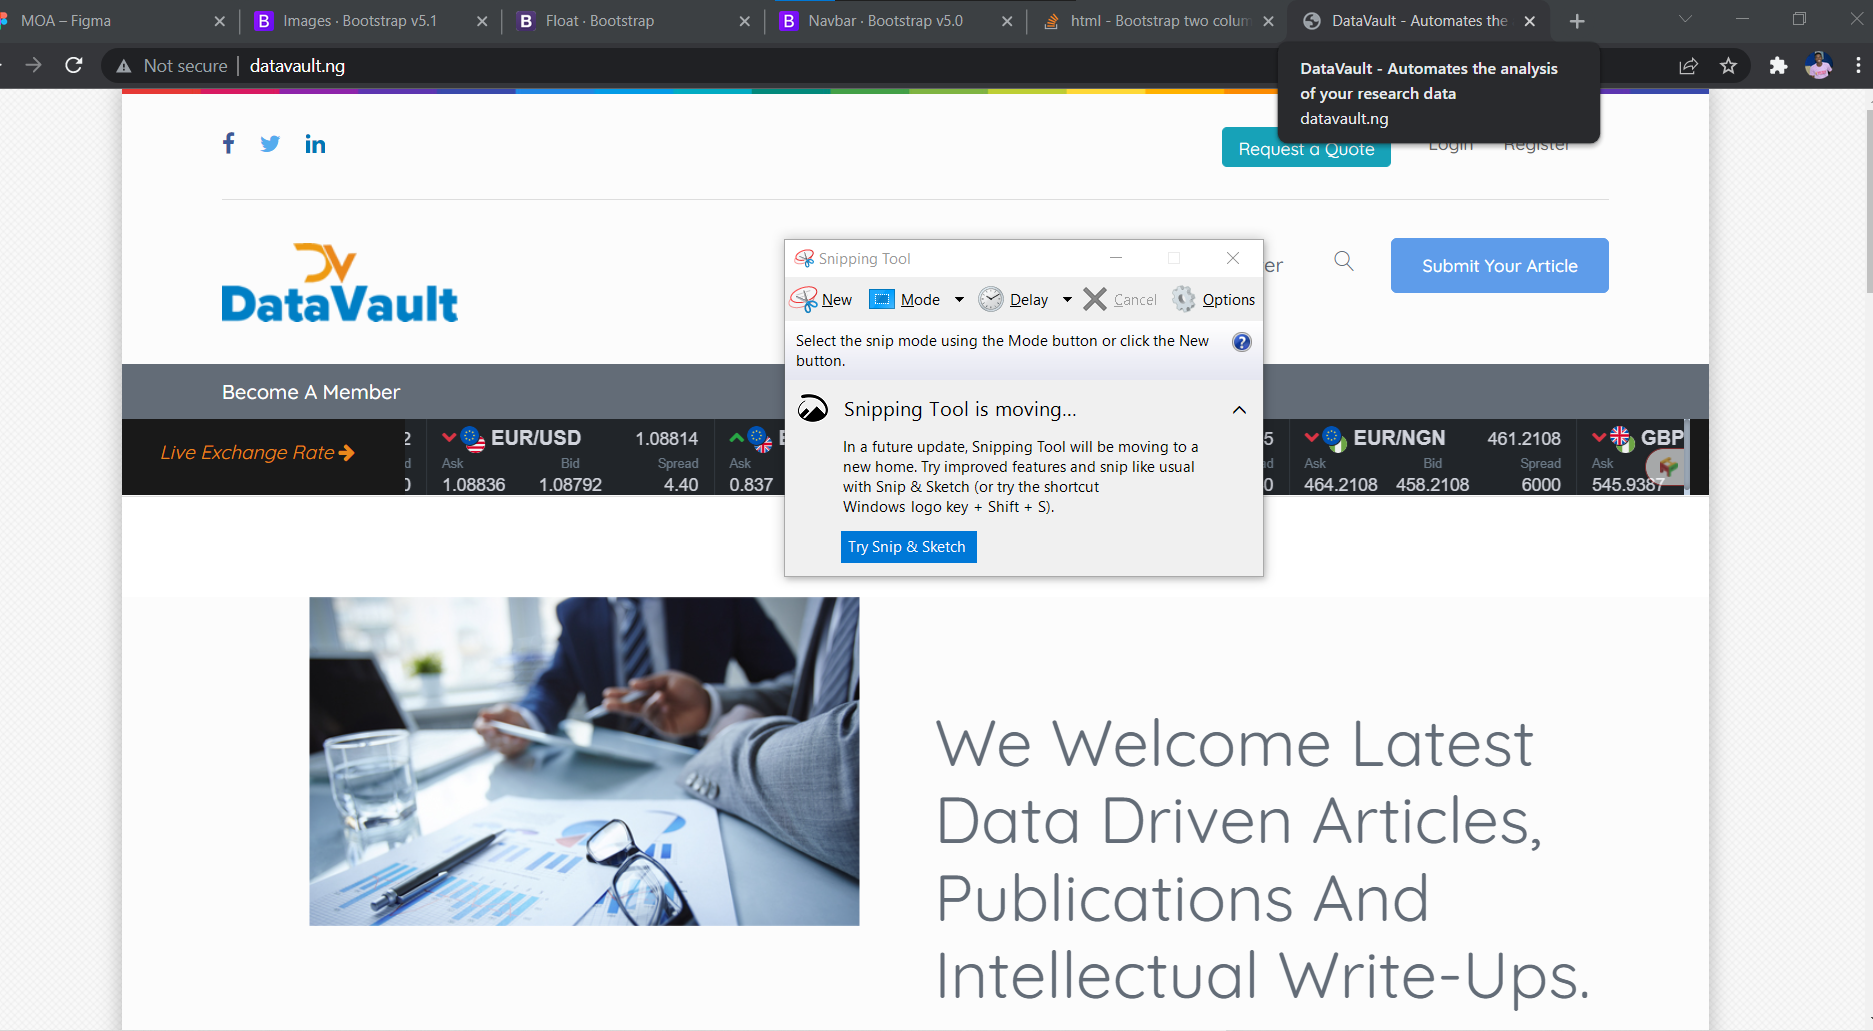 MOA – Figma
Images · Bootstrap v5.1
Float · Bootstrap
Navbar · Bootstrap v5.0
html - Bootstrap two colum
DataVault - Automates the
Not secure
datavault.ng
DataVault - Automates the analysis
of your research data
datavault.ng
Request a Quote
Login
Register
DV
DataVault
er
Submit Your Article
Snipping Tool
New
Mode
Delay
Cancel
Options
Select the snip mode using the Mode button or click the New
button.
Snipping Tool is moving...
In a future update, Snipping Tool will be moving to a
new home. Try improved features and snip like usual
with Snip & Sketch (or try the shortcut
Windows logo key + Shift + S).
Try Snip & Sketch
Become A Member
Live Exchange Rate
2
d
0
EUR/USD 1.08814
Ask Bid Spread
1.08836 1.08792 4.40
E
Ask
0.837
5
ad
0
EUR/NGN 461.2108
Ask Bid Spread
464.2108 458.2108 6000
GBP
Ask
545.9387
We Welcome Latest
Data Driven Articles,
Publications And
Intellectual Write-Ups.